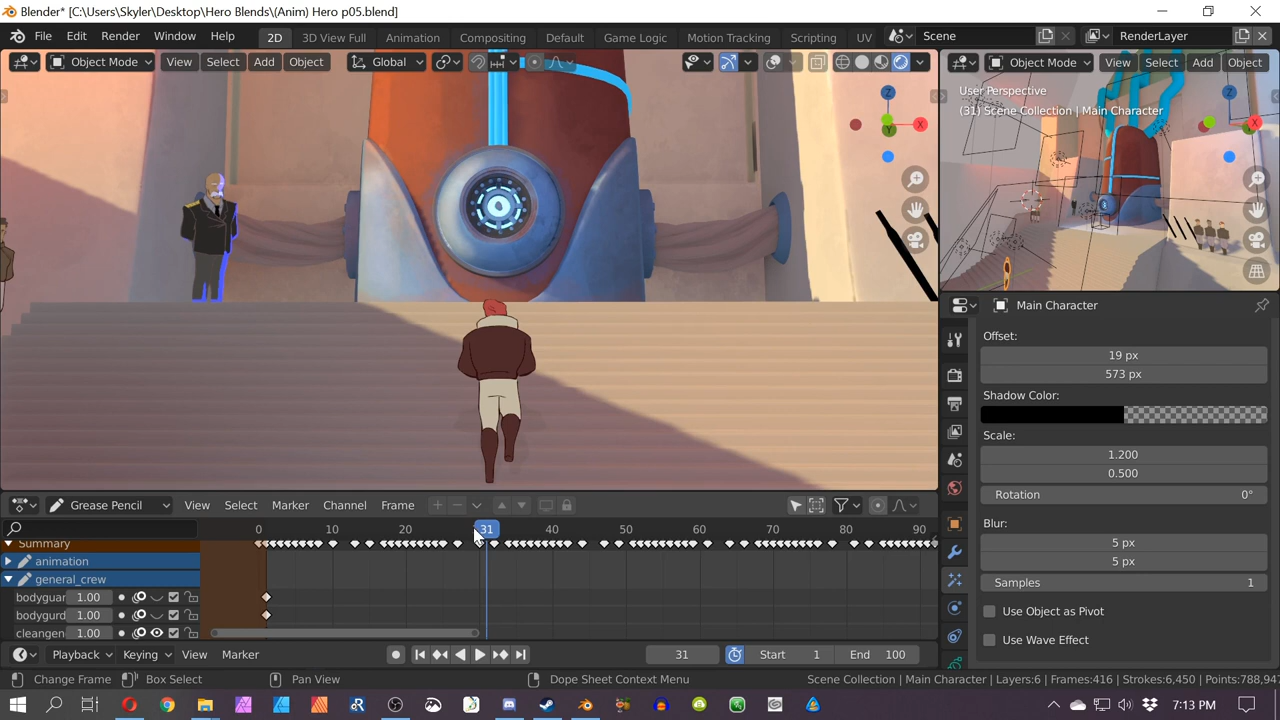 Blender* [C:\Users\Skyler\Desktop\Hero Blends\(Anim) Hero p05.blend]
File Edit Render Window Help 2D 3D View Full Animation Compositing Default Game Logic Motion Tracking Scripting UV Scene RenderLayer
Object Mode View Select Add Object Global
Object Mode View Select Add Object
User Perspective
(31) Scene Collection | Main Character
Z
X
Y
Z
X
Main Character
Offset:
19 px
573 px
Shadow Color:
Scale:
1.200
0.500
Rotation 0°
Blur:
5 px
5 px
Samples 1
Use Object as Pivot
Use Wave Effect
Grease Pencil View Select Marker Channel Frame
0 10 20 31 40 50 60 70 80 90
Summary
animation
general_crew
bodyguar 1.00
bodygurd 1.00
cleangen 1.00
Playback Keying View Marker 31 Start 1 End 100
Change Frame Box Select Pan View Dope Sheet Context Menu Scene Collection | Main Character | Layers:6 | Frames:416 | Strokes:6,450 | Points:788,947
7:13 PM